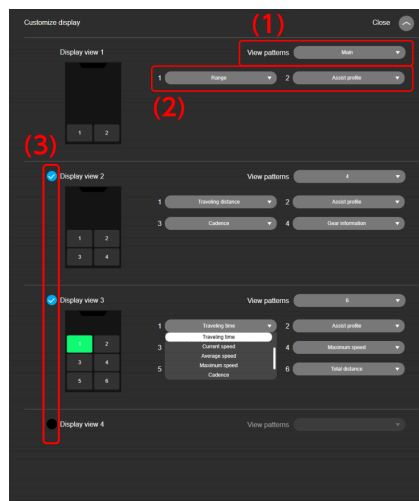 Customize display Close
(1)
Display view 1 View patterns Main
1 Range 2 Assist profile
(2)
1 2
(3)
Display view 2 View patterns 4
1 Traveling distance 2 Assist profile
3 Cadence 4 Gear information
1 2
3 4
Display view 3 View patterns 6
1 Traveling time 2 Assist profile
Traveling time
3 Current speed 4 Maximum speed
Average speed
Maximum speed
5 Cadence 6 Total distance
1 2
3 4
5 6
Display view 4 View patterns